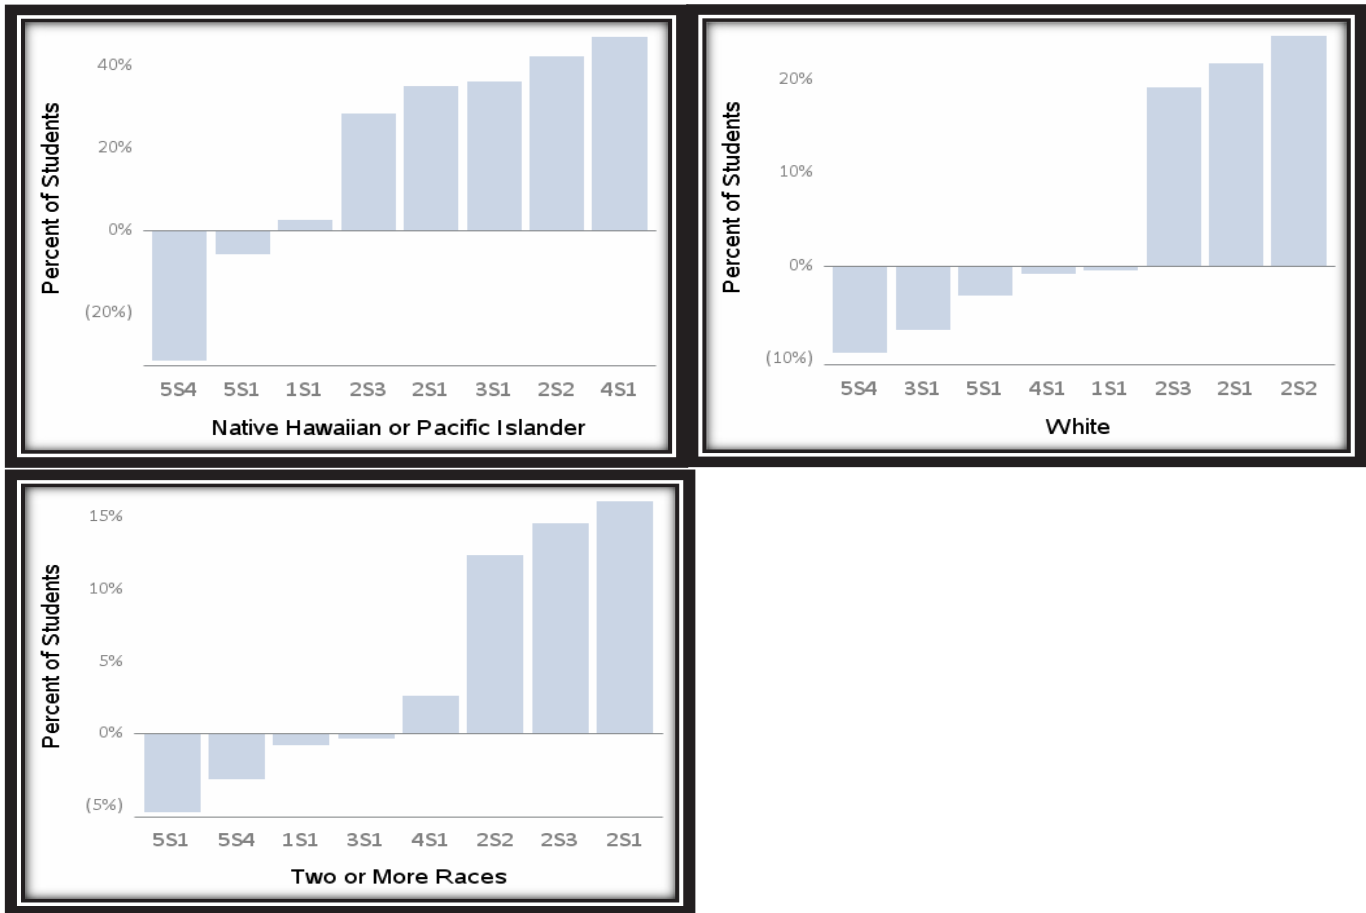 Percent of Students
40%
20%
0%
(20%)
5S4 5S1 1S1 2S3 2S1 3S1 2S2 4S1
Native Hawaiian or Pacific Islander
Percent of Students
20%
10%
0%
(10%)
5S4 3S1 5S1 4S1 1S1 2S3 2S1 2S2
White
Percent of Students
15%
10%
5%
0%
(5%)
5S1 5S4 1S1 3S1 4S1 2S2 2S3 2S1
Two or More Races